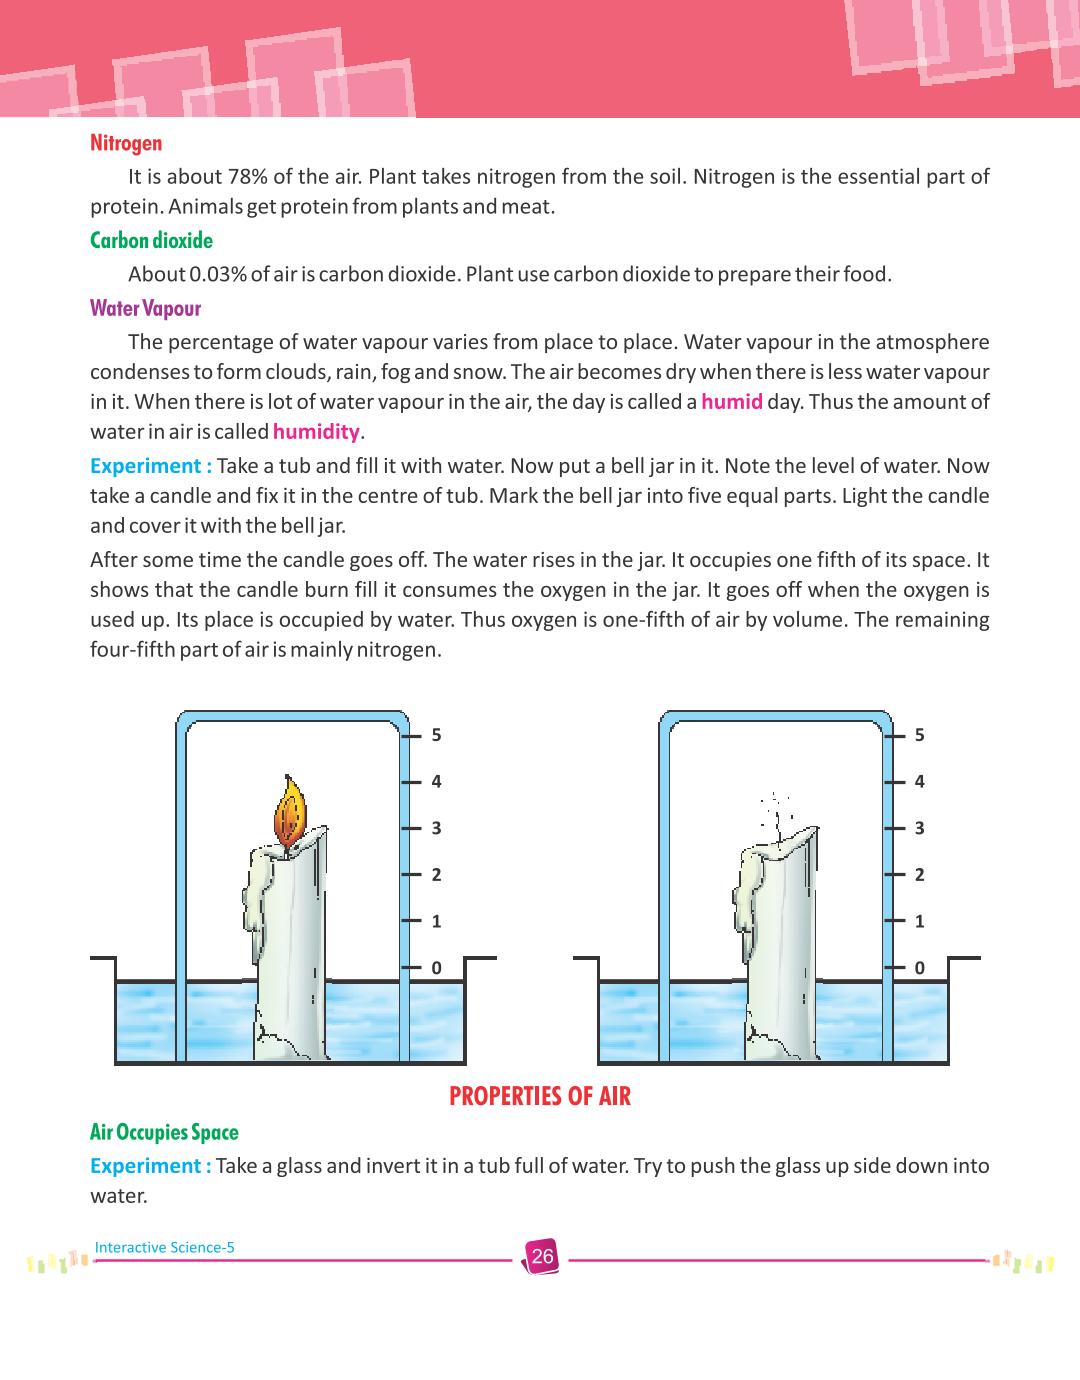 Nitrogen
It is about 78% of the air. Plant takes nitrogen from the soil. Nitrogen is the essential part of
protein. Animals get protein from plants and meat.
Carbon dioxide
About 0.03% of air is carbon dioxide. Plant use carbon dioxide to prepare their food.
Water Vapour
The percentage of water vapour varies from place to place. Water vapour in the atmosphere
condenses to form clouds, rain, fog and snow. The air becomes dry when there is less water vapour
in it. When there is lot of water vapour in the air, the day is called a humid day. Thus the amount of
water in air is called humidity.
Experiment : Take a tub and fill it with water. Now put a bell jar in it. Note the level of water. Now
take a candle and fix it in the centre of tub. Mark the bell jar into five equal parts. Light the candle
and cover it with the bell jar.
After some time the candle goes off. The water rises in the jar. It occupies one fifth of its space. It
shows that the candle burn fill it consumes the oxygen in the jar. It goes off when the oxygen is
used up. Its place is occupied by water. Thus oxygen is one-fifth of air by volume. The remaining
four-fifth part of air is mainly nitrogen.
5
4
3
2
1
0
5
4
3
2
1
0
PROPERTIES OF AIR
Air Occupies Space
Experiment : Take a glass and invert it in a tub full of water. Try to push the glass up side down into
water.
Interactive Science-5
26